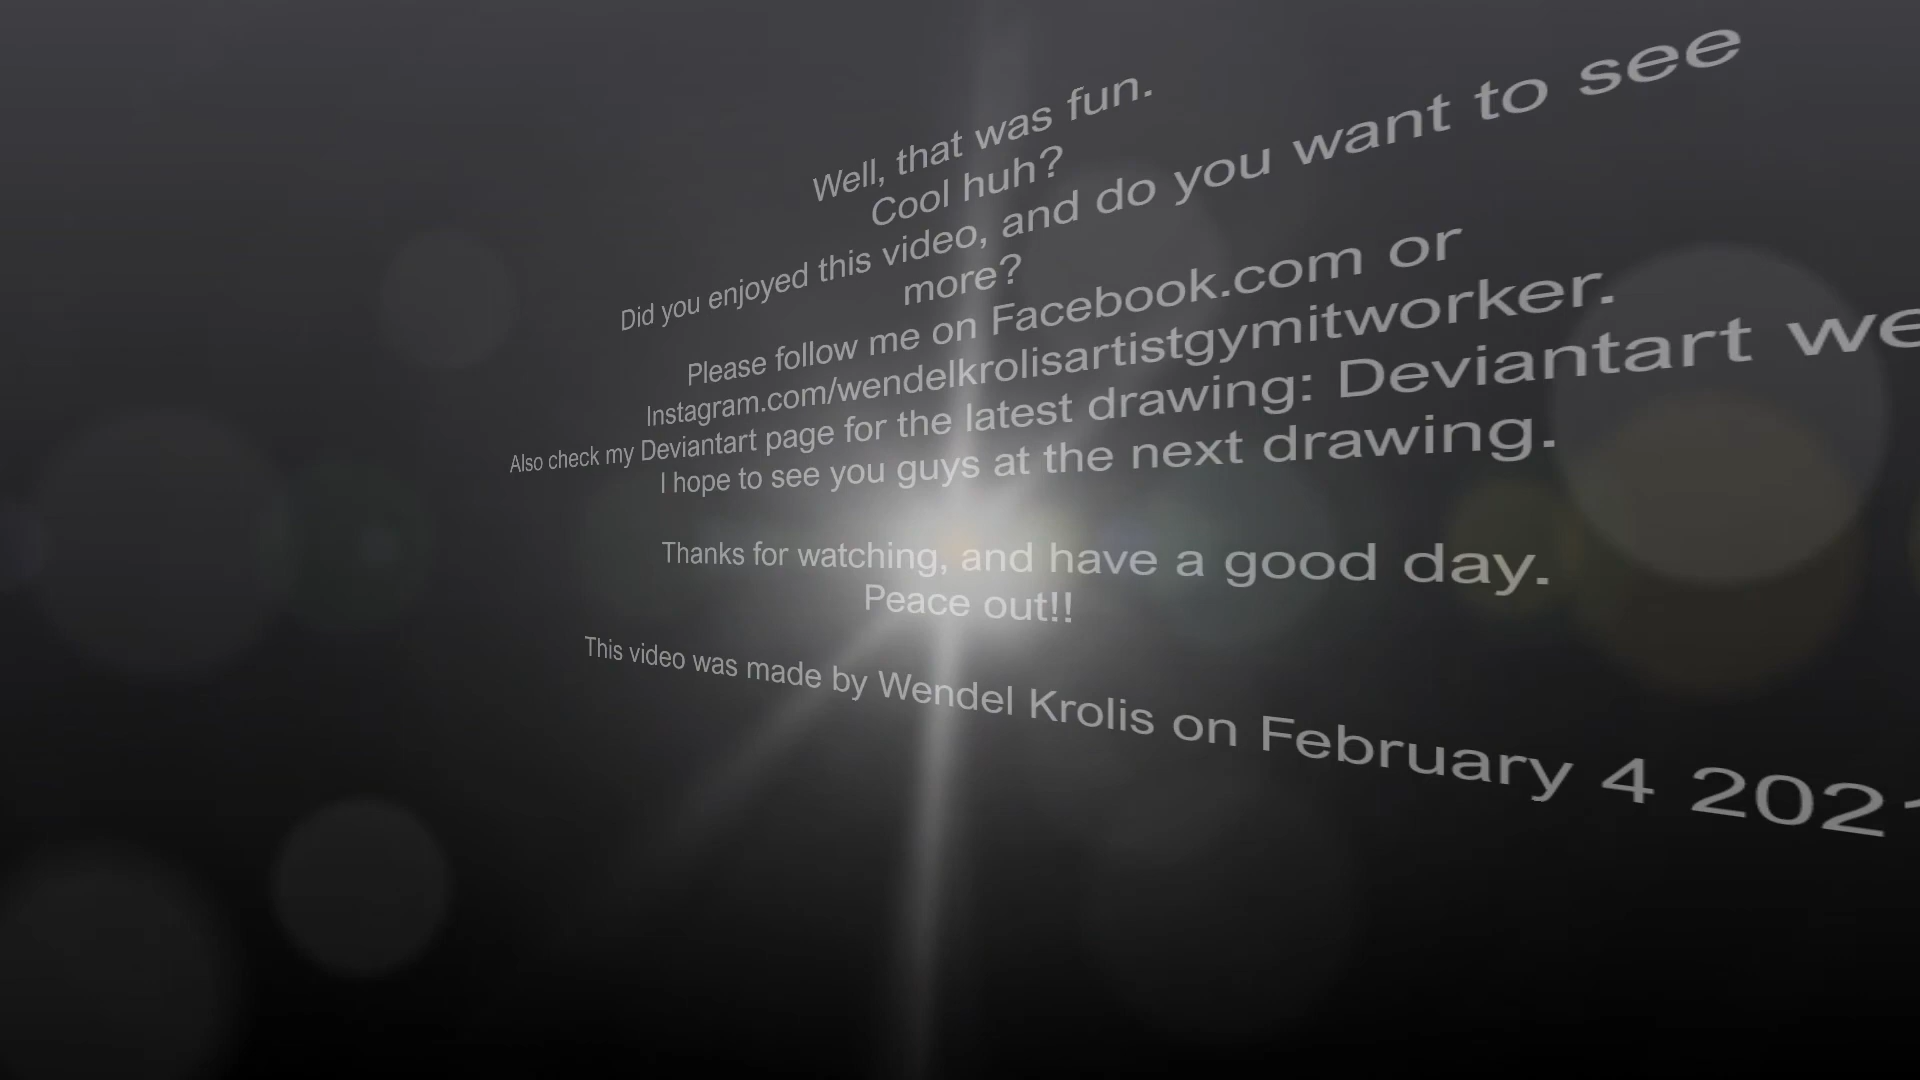 Well, that was fun.
Cool huh?
Did you enjoyed this video, and do you want to see
more?
Please follow me on Facebook.com or
Instagram.com/wendelkrolisartistgymitworker.
Also check my Deviantart page for the latest drawing: Deviantart
I hope to see you guys at the next drawing.
Thanks for watching, and have a good day.
Peace out!!
This video was made by Wendel Krolis on February 4 2021